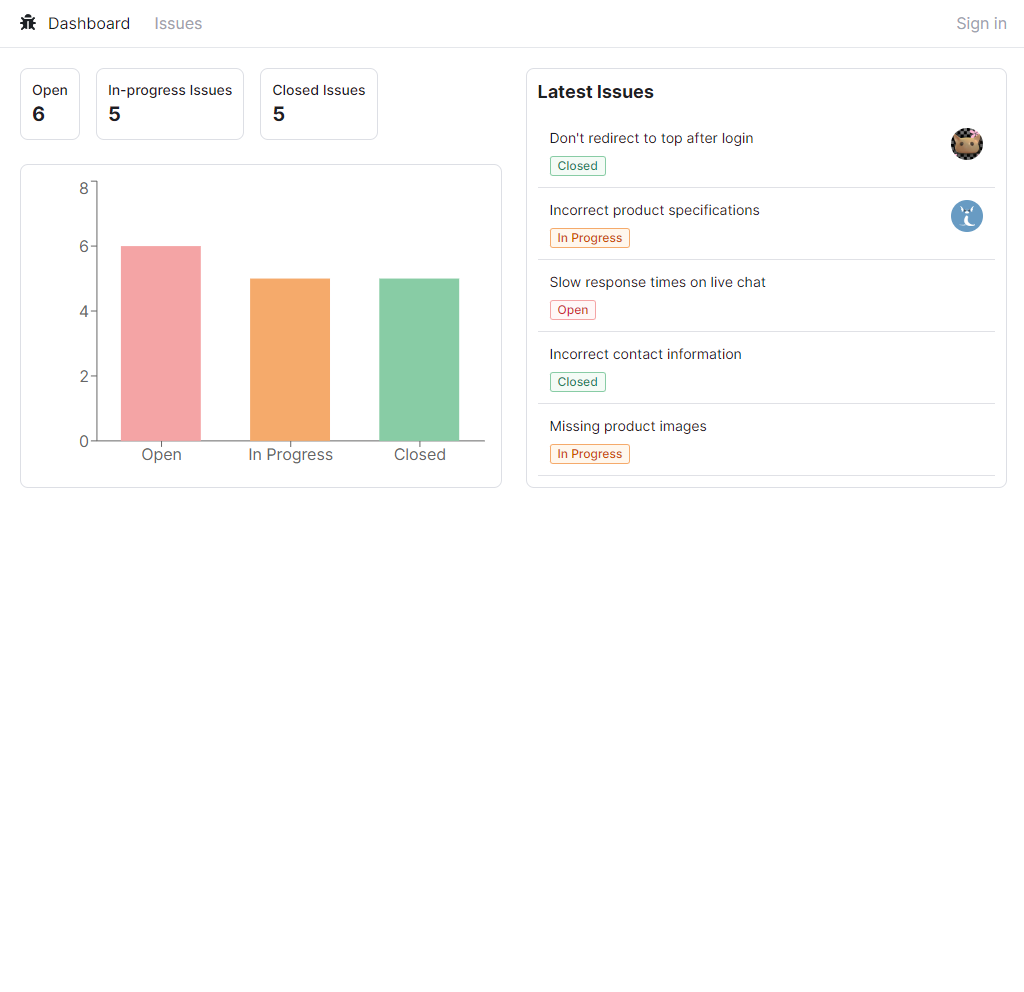 Dashboard Issues Sign in
Open
6
In-progress Issues
5
Closed Issues
5
8
6
4
2
0
Open In Progress Closed
Latest Issues
Don't redirect to top after login
Closed
Incorrect product specifications
In Progress
Slow response times on live chat
Open
Incorrect contact information
Closed
Missing product images
In Progress